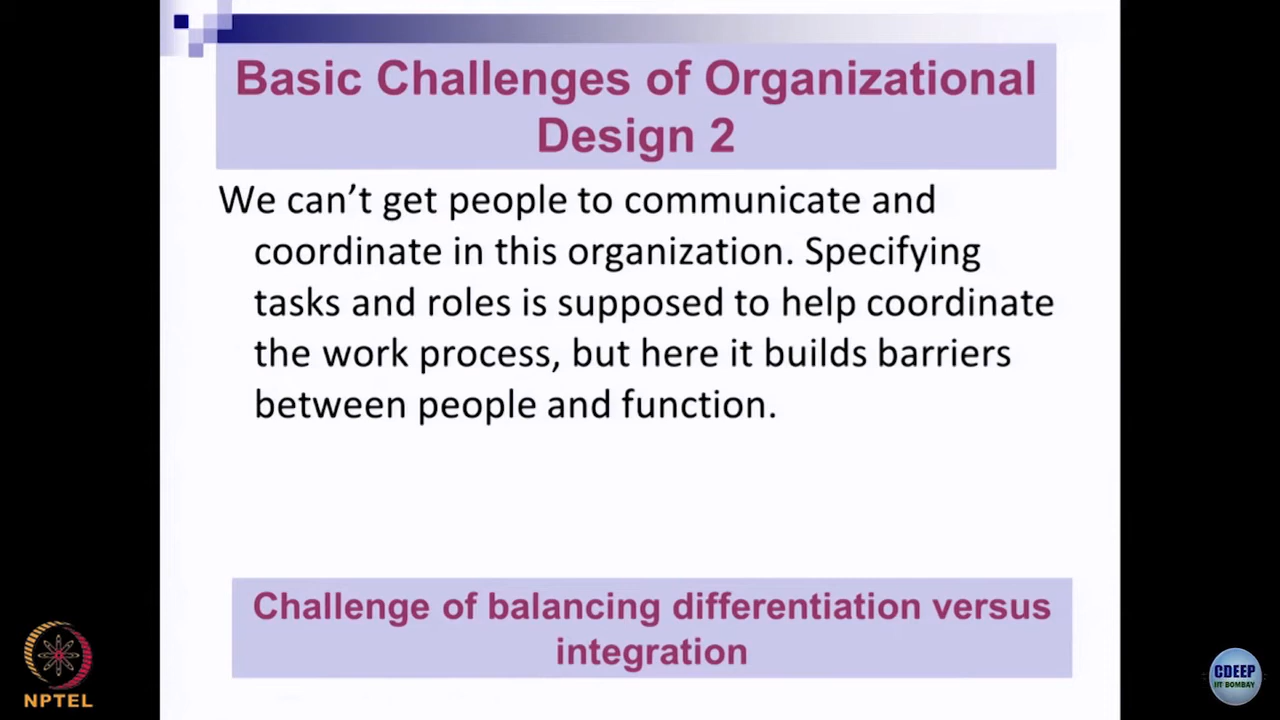 Basic Challenges of Organizational
Design 2
We can’t get people to communicate and
coordinate in this organization. Specifying
tasks and roles is supposed to help coordinate
the work process, but here it builds barriers
between people and function.
Challenge of balancing differentiation versus
integration
NPTEL
CDEEP
IIT BOMBAY